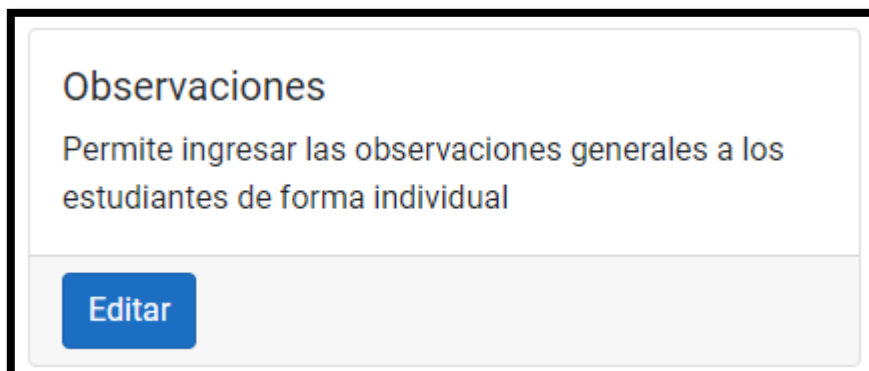 Observaciones
Permite ingresar las observaciones generales a los
estudiantes de forma individual
Editar